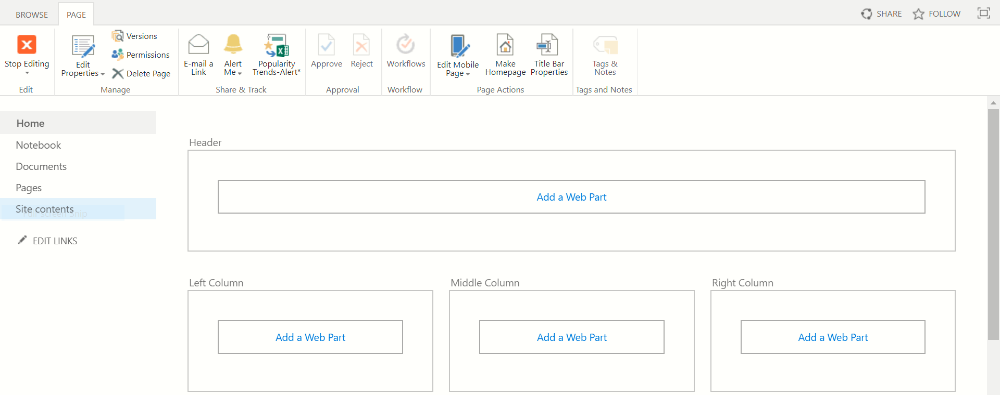 BROWSE PAGE SHARE FOLLOW
Stop Editing
Edit
Edit
Properties
Versions
Permissions
Delete Page
Manage
E-mail a
Link
Alert
Me
Popularity
Trends-Alert*
Share & Track
Approve
Reject
Approval
Workflows
Workflow
Edit Mobile
Page
Make
Homepage
Title Bar
Properties
Page Actions
Tags &
Notes
Tags and Notes
Home
Notebook
Documents
Pages
Site contents
Full-screen Snip
EDIT LINKS
Header
Add a Web Part
Left Column Middle Column Right Column
Add a Web Part Add a Web Part Add a Web Part